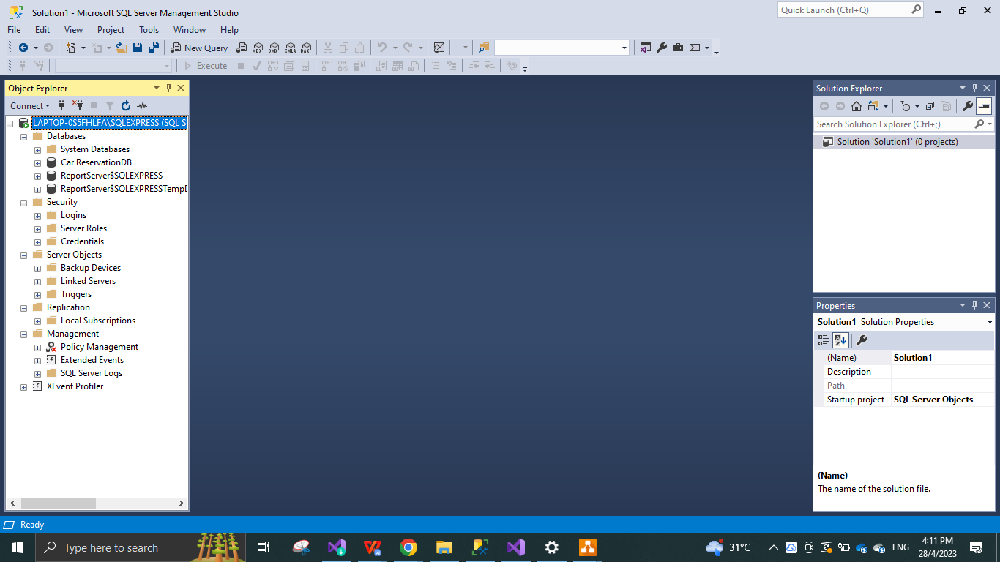 Solution1 - Microsoft SQL Server Management Studio
Quick Launch (Ctrl+Q)
File Edit View Project Tools Window Help
New Query MDX DMX XMLA DAX
Execute
Object Explorer
Connect
LAPTOP-0S5FHLFA\SQLEXPRESS (SQL Se
Databases
System Databases
Car ReservationDB
ReportServer$SQLEXPRESS
ReportServer$SQLEXPRESSTempD
Security
Logins
Server Roles
Credentials
Server Objects
Backup Devices
Linked Servers
Triggers
Replication
Local Subscriptions
Management
Policy Management
Extended Events
SQL Server Logs
XEvent Profiler
Solution Explorer
Search Solution Explorer (Ctrl+;)
Solution 'Solution1' (0 projects)
Properties
Solution1 Solution Properties
(Name) Solution1
Description
Path
Startup project SQL Server Objects
(Name)
The name of the solution file.
Ready
Type here to search
31°C
ENG
4:11 PM
28/4/2023